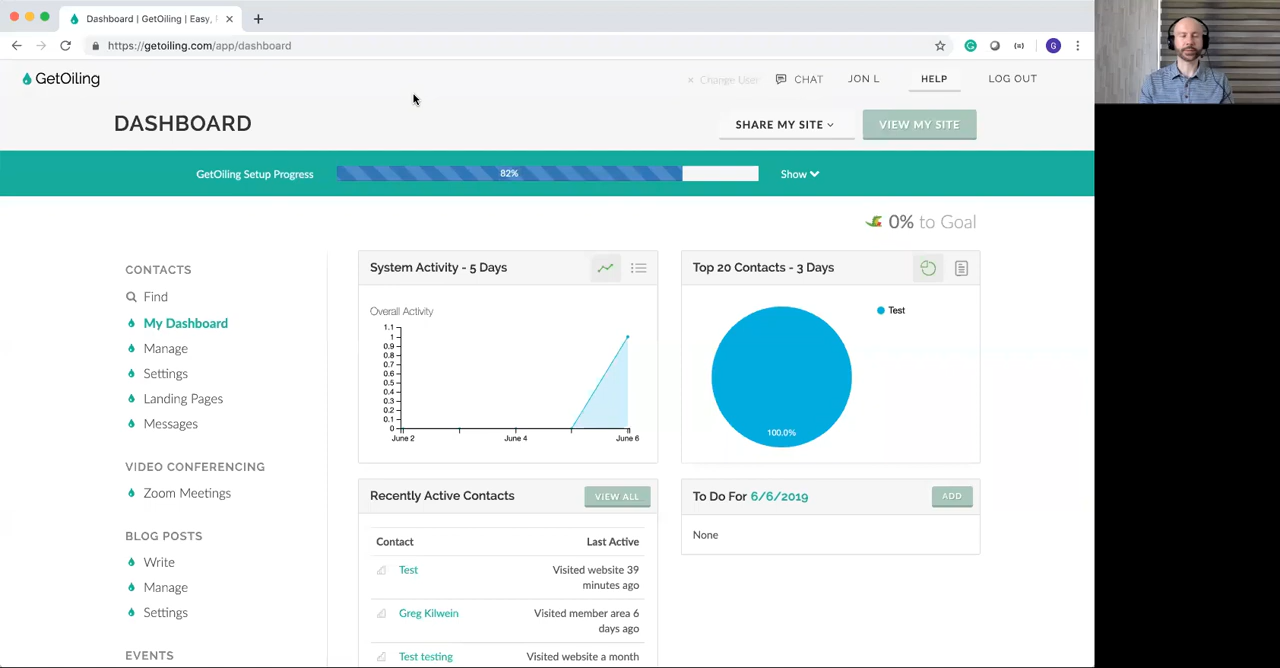 Dashboard | GetOiling | Easy,
https://getoiling.com/app/dashboard
G
GetOiling
Change User
CHAT
JON L
HELP
LOG OUT
DASHBOARD
SHARE MY SITE
VIEW MY SITE
GetOiling Setup Progress
82%
Show
0% to Goal
CONTACTS
Find
My Dashboard
Manage
Settings
Landing Pages
Messages
VIDEO CONFERENCING
Zoom Meetings
BLOG POSTS
Write
Manage
Settings
EVENTS
System Activity - 5 Days
Overall Activity
1.1
1
0.9
0.8
0.7
0.6
0.5
0.4
0.3
0.2
0.1
0
June 2
June 4
June 6
Top 20 Contacts - 3 Days
Test
100.0%
Recently Active Contacts
VIEW ALL
Contact
Last Active
Test
Visited website 39
minutes ago
Greg Kilwein
Visited member area 6
days ago
Test testing
Visited website a month
To Do For 6/6/2019
ADD
None